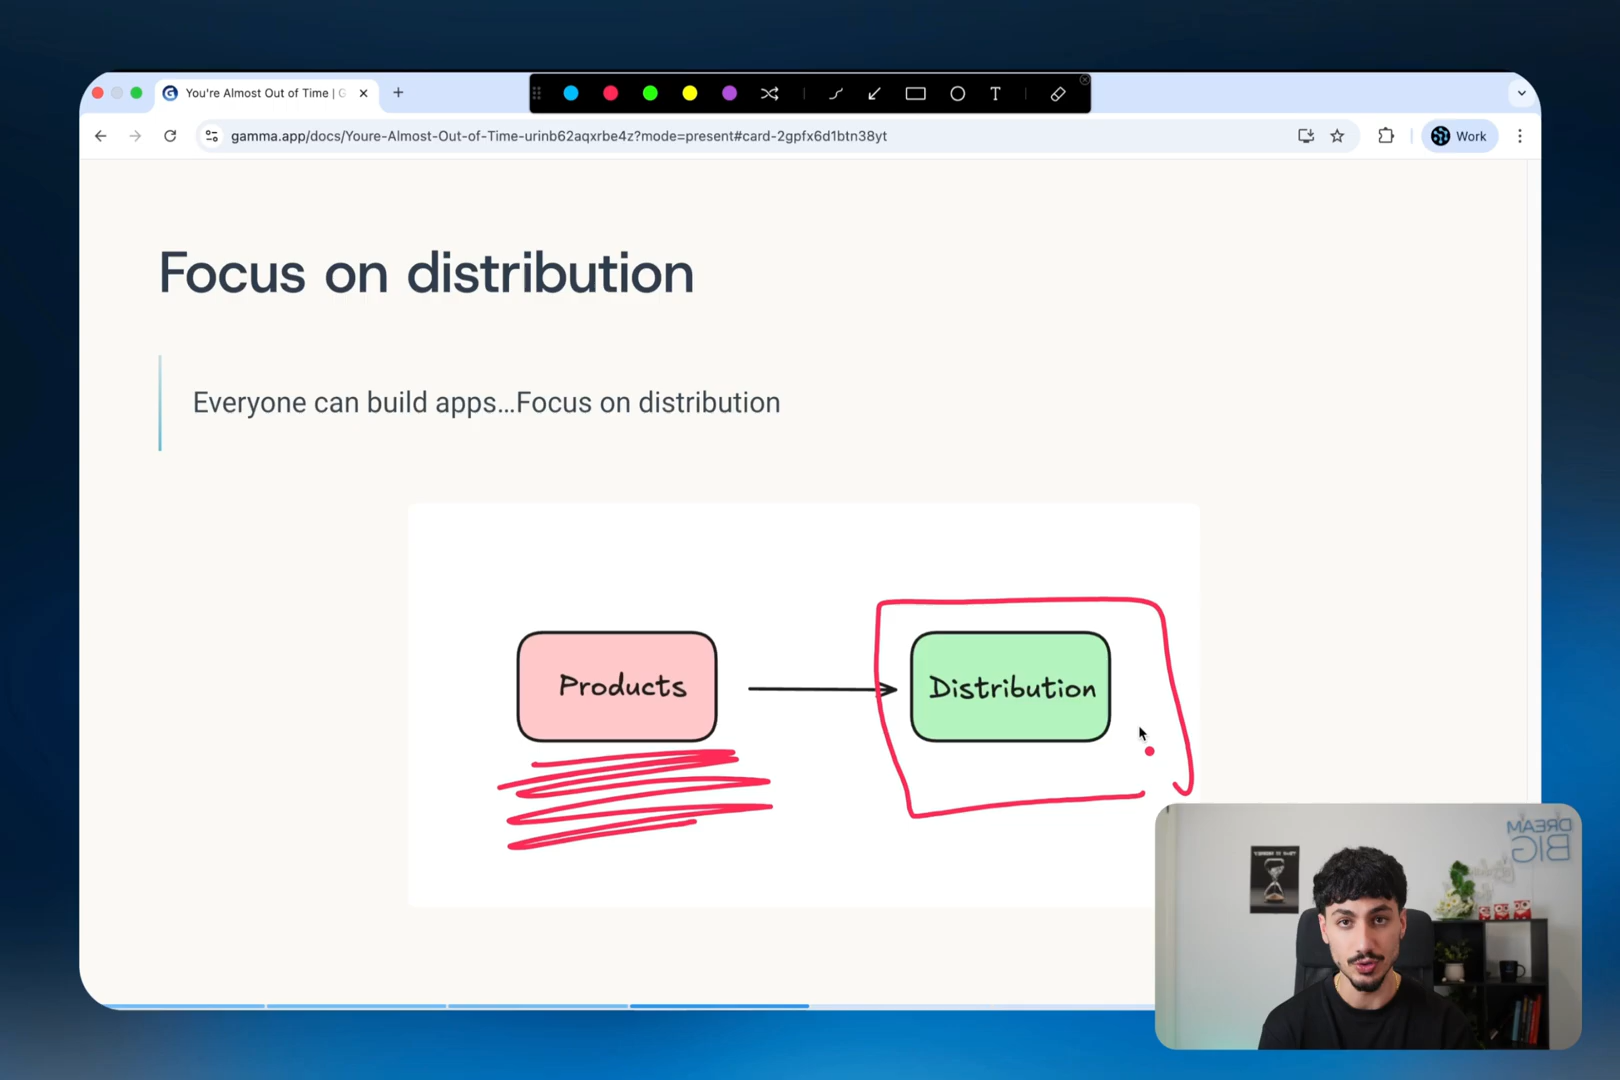 You're Almost Out of Time | G
gamma.app/docs/Youre-Almost-Out-of-Time-urinb62aqxrbe4z?mode=present#card-2gpfx6d1btn38yt
Work
T
Focus on distribution
Everyone can build apps...Focus on distribution
Products
Distribution
DREAM
BIG